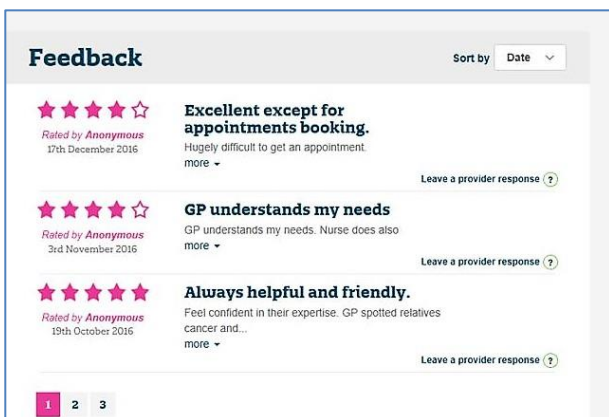 Feedback
Sort by Date
Excellent except for
appointments booking.
Rated by Anonymous
17th December 2016
Hugely difficult to get an appointment.
more
Leave a provider response ?
GP understands my needs
Rated by Anonymous
3rd November 2016
GP understands my needs. Nurse does also
more
Leave a provider response ?
Always helpful and friendly.
Rated by Anonymous
19th October 2016
Feel confident in their expertise. GP spotted relatives
cancer and...
more
Leave a provider response ?
1 2 3